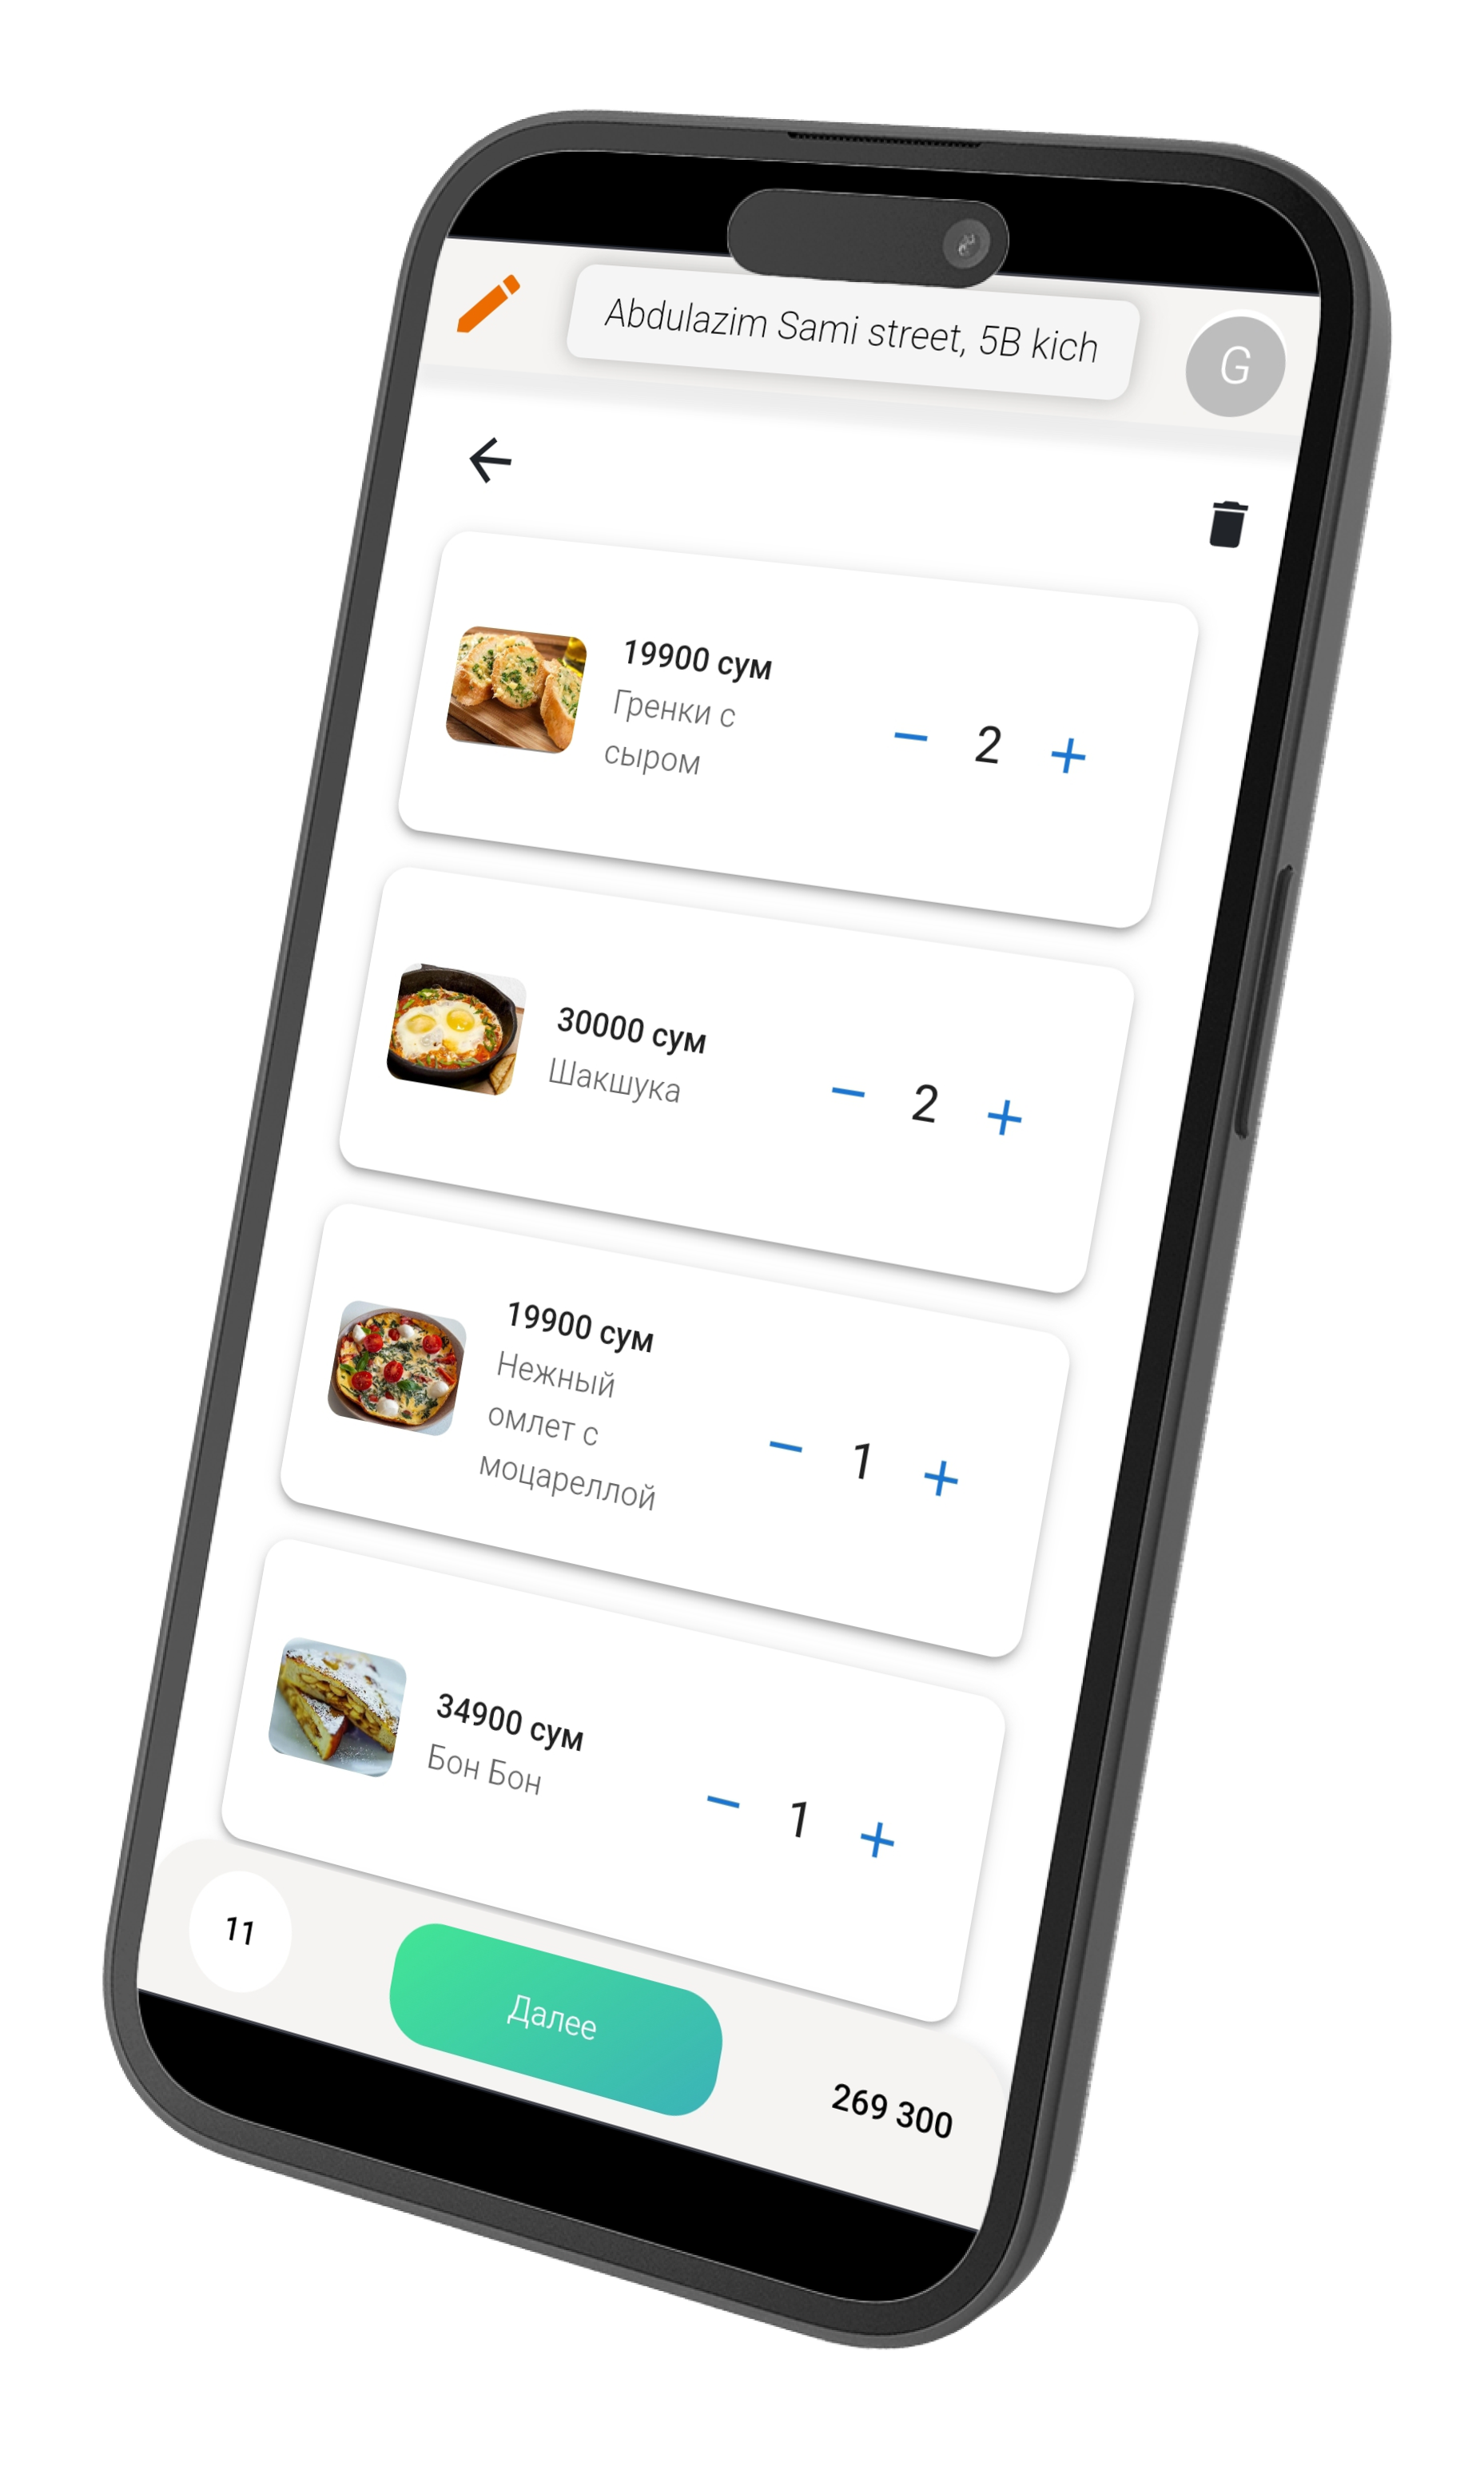 Abdulazim Sami street, 5B kich
G
19900 сум
Гренки с
сыром
− 2 +
30000 сум
Шакшука
− 2 +
19900 сум
Нежный
омлет с
моцареллой
− 1 +
34900 сум
Бон Бон
− 1 +
11
Далее
269 300